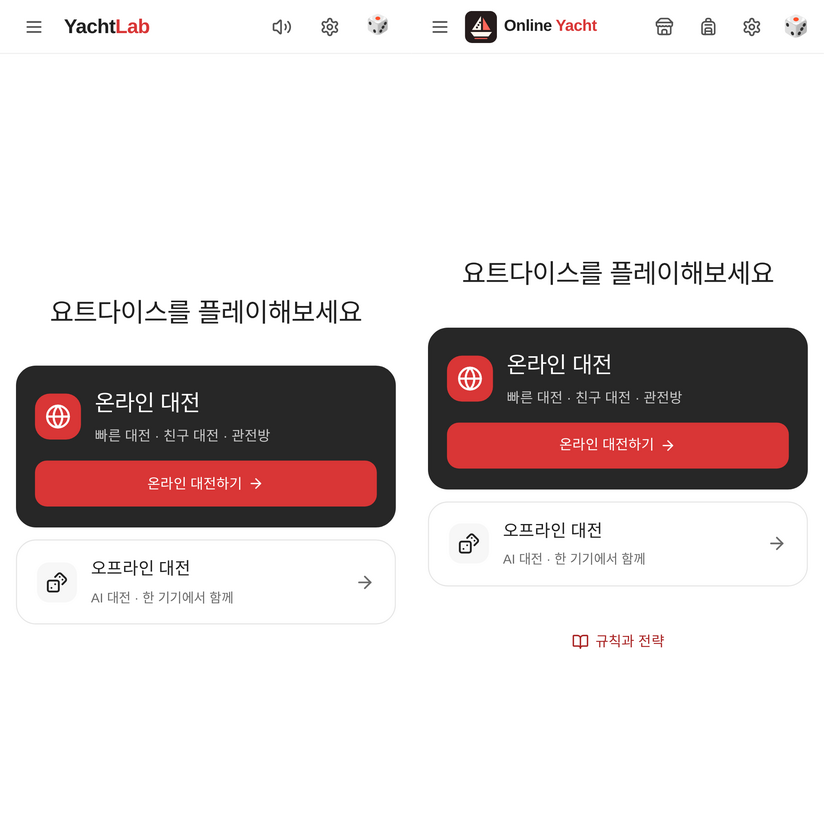 YachtLab
요트다이스를 플레이해보세요
온라인 대전
빠른 대전 · 친구 대전 · 관전방
온라인 대전하기 →
오프라인 대전
AI 대전 · 한 기기에서 함께
Online Yacht
요트다이스를 플레이해보세요
온라인 대전
빠른 대전 · 친구 대전 · 관전방
온라인 대전하기 →
오프라인 대전
AI 대전 · 한 기기에서 함께
규칙과 전략